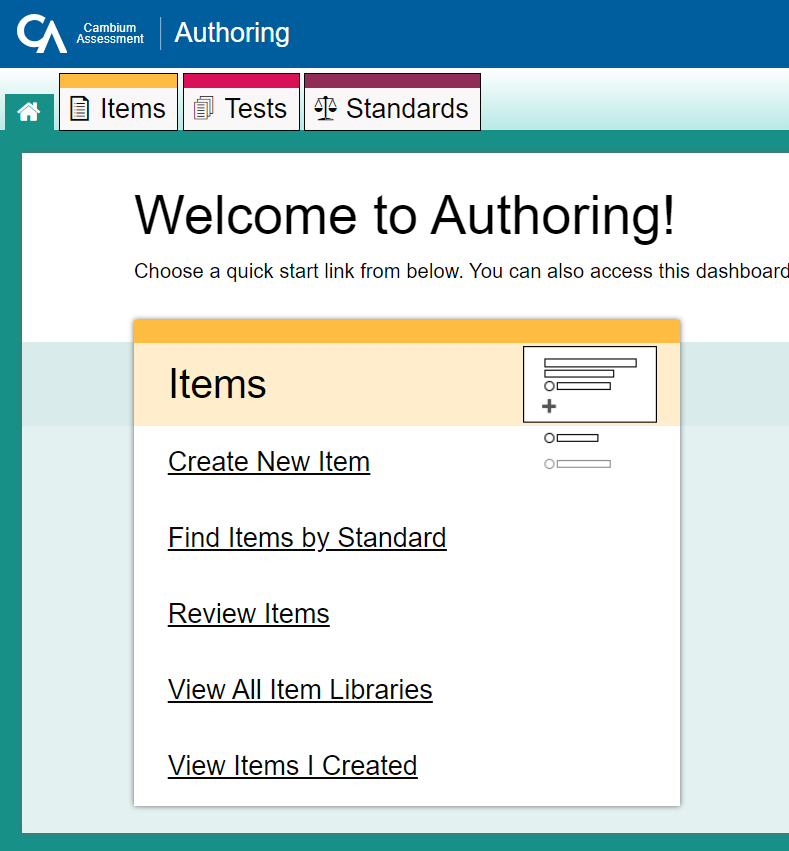 Cambium
Assessment
Authoring
Items
Tests
Standards
Welcome to Authoring!
Choose a quick start link from below. You can also access this dashboard
Items
Create New Item
Find Items by Standard
Review Items
View All Item Libraries
View Items I Created